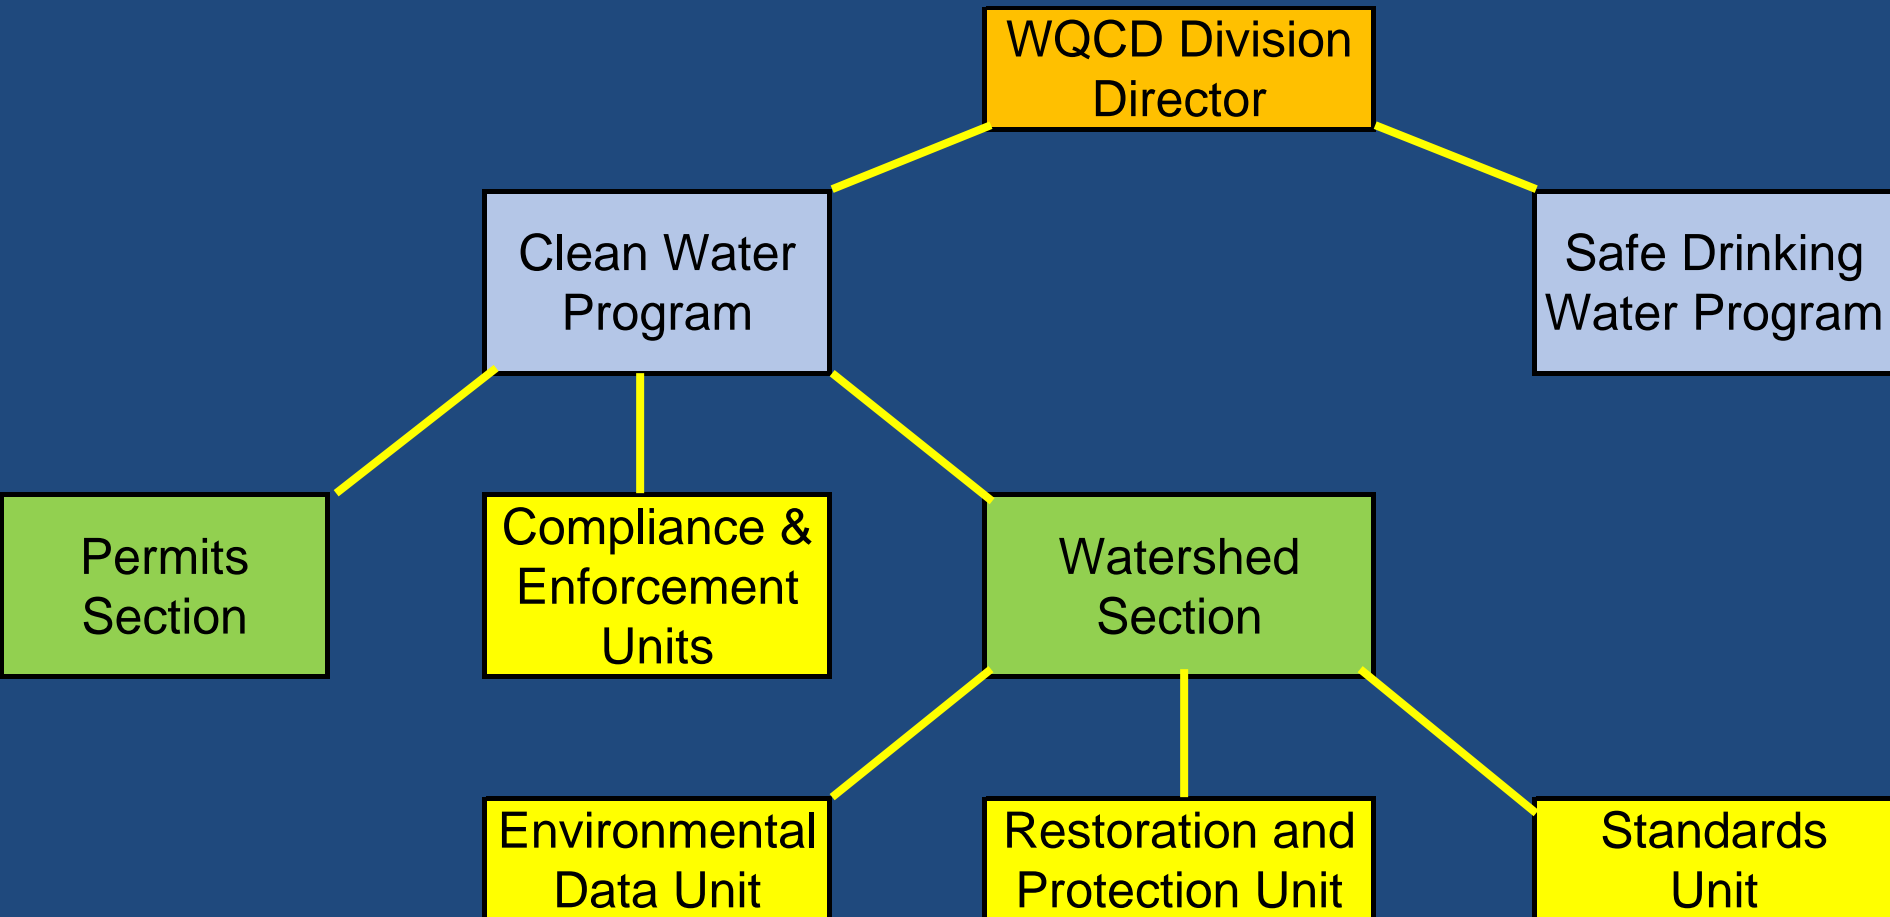 WQCD Division
Director
Clean Water
Program
Safe Drinking
Water Program
Permits
Section
Compliance &
Enforcement
Units
Watershed
Section
Environmental
Data Unit
Restoration and
Protection Unit
Standards
Unit